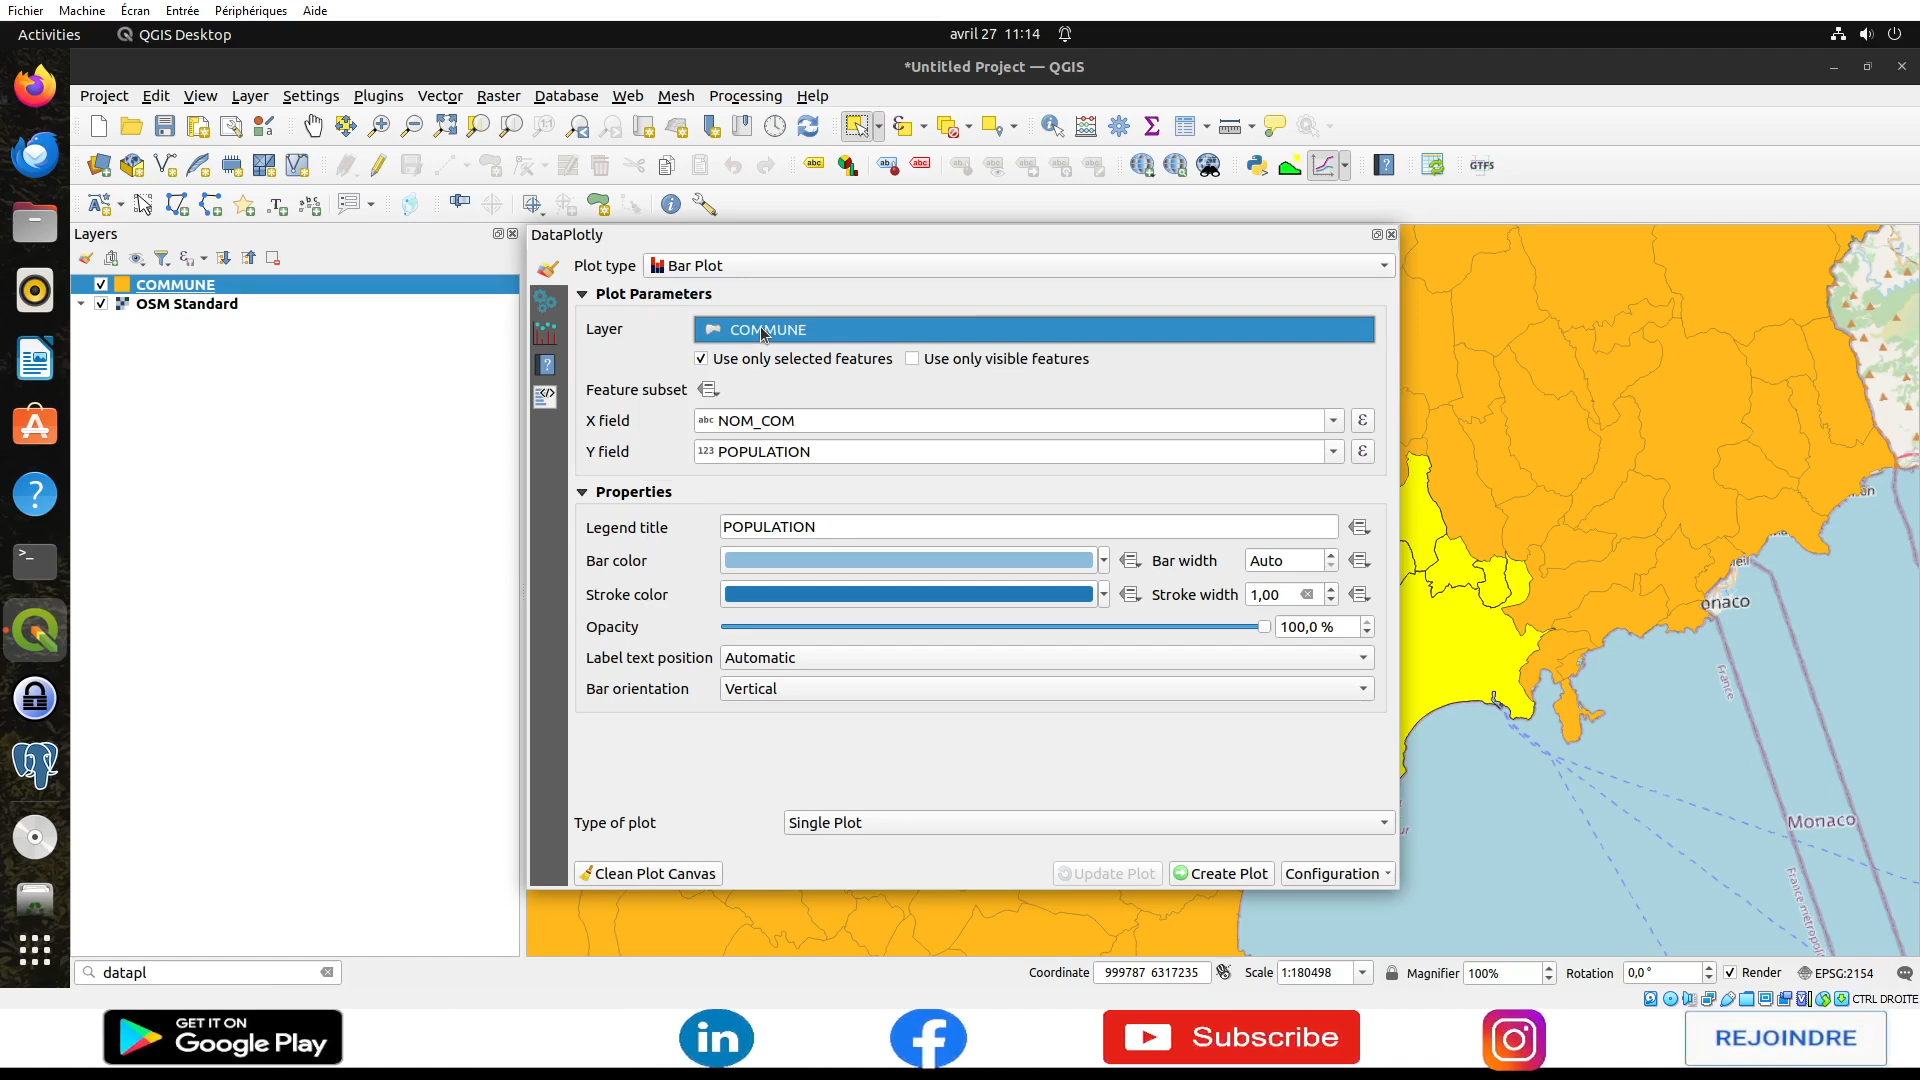 Fichier Machine Écran Entrée Périphériques Aide
Activities QGIS Desktop avril 27 11:14
*Untitled Project — QGIS
Project Edit View Layer Settings Plugins Vector Raster Database Web Mesh Processing Help
Layers
COMMUNE
OSM Standard
DataPlotly
Plot type Bar Plot
Plot Parameters
Layer COMMUNE
Use only selected features Use only visible features
Feature subset
X field abc NOM_COM
Y field 123 POPULATION
Properties
Legend title POPULATION
Bar color Bar width Auto
Stroke color Stroke width 1,00
Opacity 100,0 %
Label text position Automatic
Bar orientation Vertical
Type of plot Single Plot
Clean Plot Canvas Update Plot Create Plot Configuration
onaco
France
Monaco
datapl
Coordinate 999787 6317235 Scale 1:180498 Magnifier 100% Rotation 0,0 ° Render EPSG:2154
CTRL DROITE
GET IT ON
Google Play
in
Subscribe
REJOINDRE